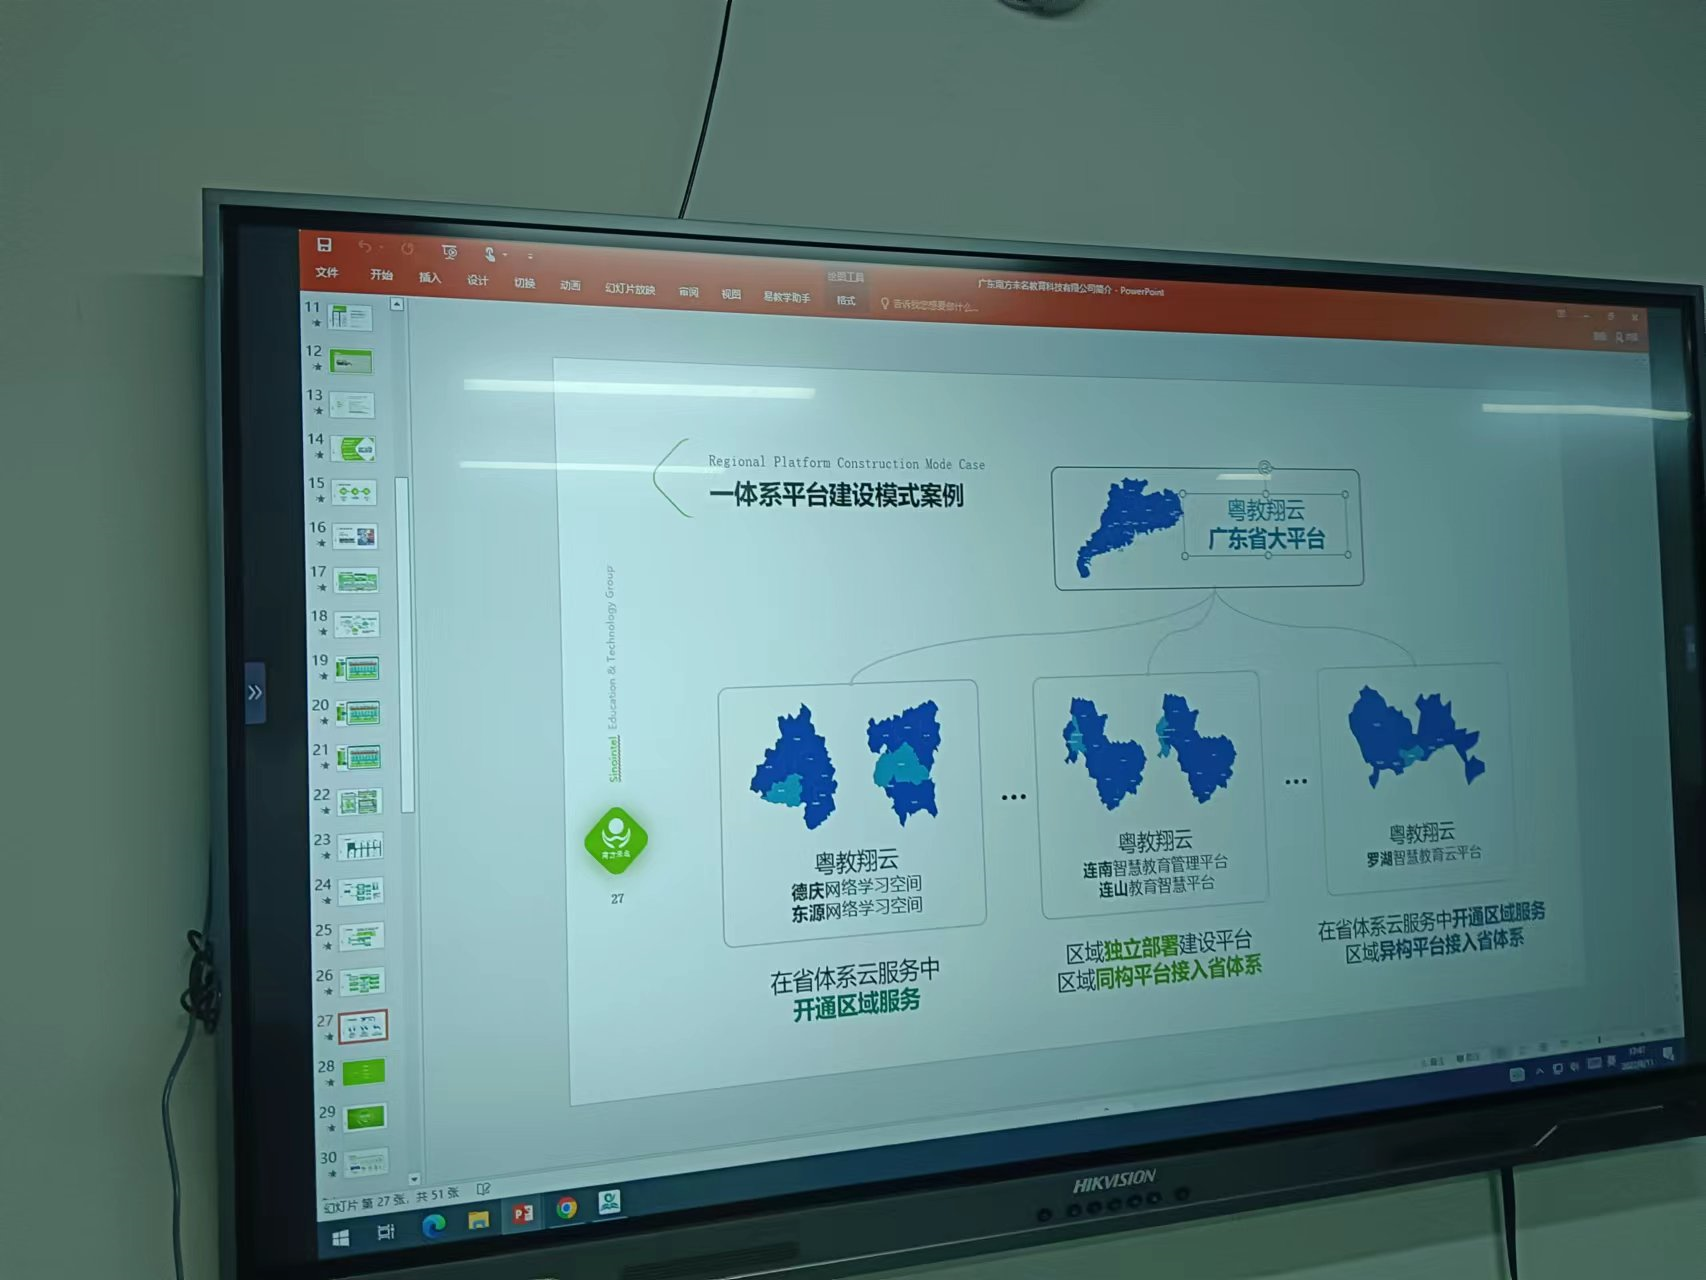 文件
开始
插入
设计
切换
动画
幻灯片放映
审阅
视图
易教学助手
绘图工具
格式
告诉我您想要做什么...
广东南方未名教育科技有限公司简介 - PowerPoint
11
12
13
14
15
16
17
18
19
20
21
22
23
24
25
26
27
28
29
30
Regional Platform Construction Mode Case
一体系平台建设模式案例
Sinointel Education & Technology Group
南方未名
27
粤教翔云
广东省大平台
粤教翔云
德庆网络学习空间
东源网络学习空间
在省体系云服务中
开通区域服务
...
粤教翔云
连南智慧教育管理平台
连山教育智慧平台
区域独立部署建设平台
区域同构平台接入省体系
...
粤教翔云
罗湖智慧教育云平台
在省体系云服务中开通区域服务
区域异构平台接入省体系
幻灯片 第 27 张，共 51 张
英
HIKVISION